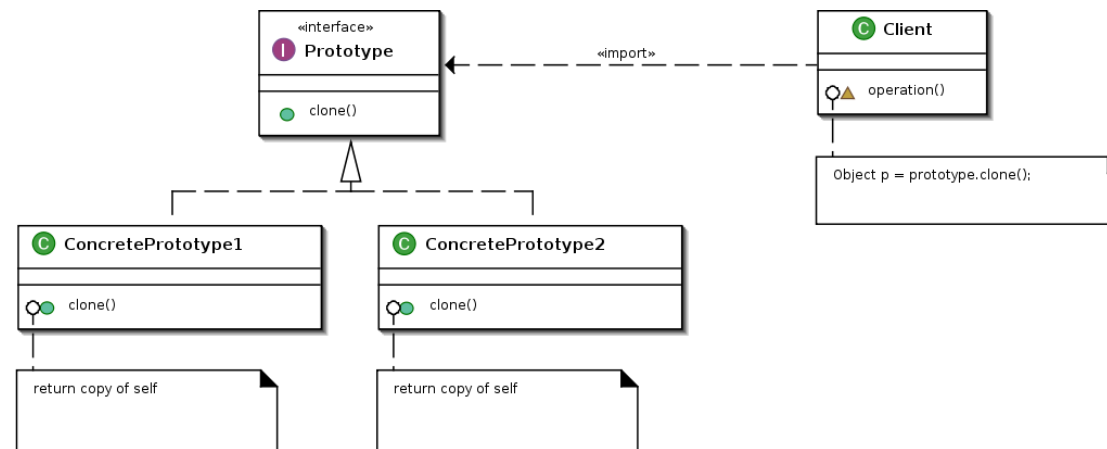 «interface»
I Prototype
clone()
«import»
C Client
operation()
Object p = prototype.clone();
C ConcretePrototype1
clone()
return copy of self
C ConcretePrototype2
clone()
return copy of self